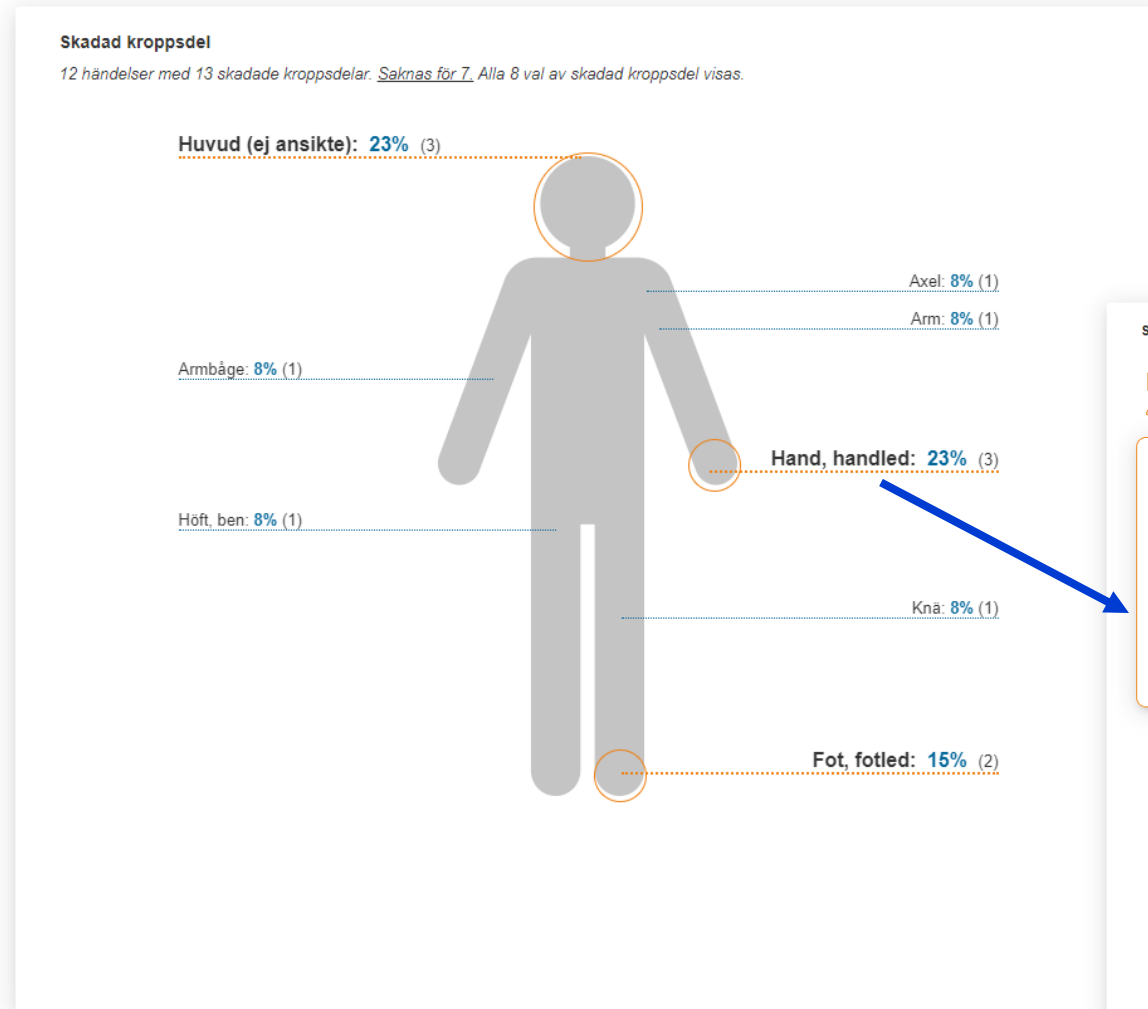 Skadad kroppsdel
12 händelser med 13 skadade kroppsdelar. Saknas för 7. Alla 8 val av skadad kroppsdel visas.
Huvud (ej ansikte): 23% (3)
Axel: 8% (1)
Arm: 8% (1)
Armbåge: 8% (1)
Hand, handled: 23% (3)
Höft, ben: 8% (1)
Knä: 8% (1)
Fot, fotled: 15% (2)